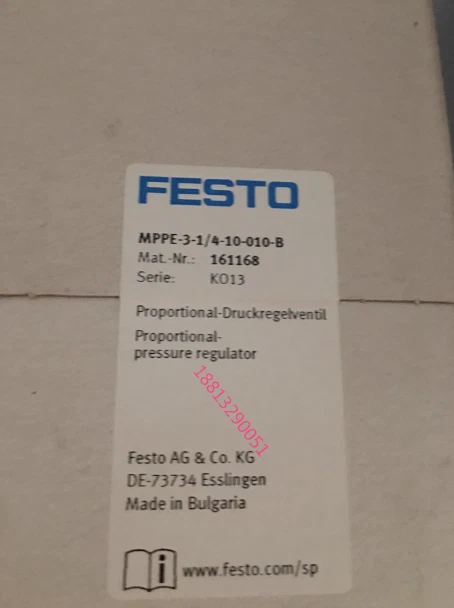 FESTO
MPPE-3-1/4-10-010-B
Mat.-Nr.: 161168
Serie: KO13
Proportional-Druckregelventil
Proportional-
pressure regulator
18813290051
Festo AG & Co. KG
DE-73734 Esslingen
Made in Bulgaria
i www.festo.com/sp